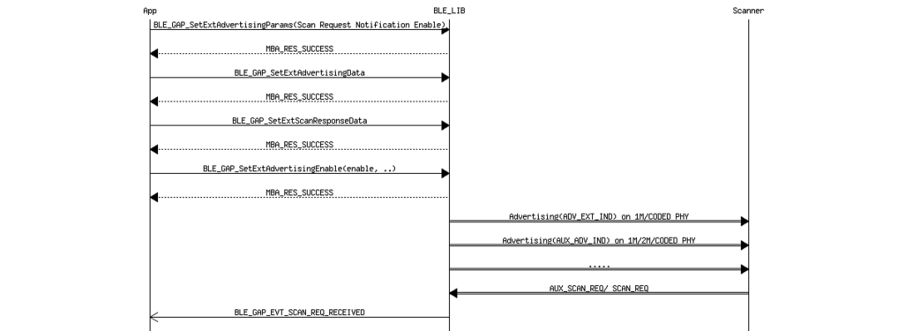 App BLE_LIB Scanner
BLE_GAP_SetExtAdvertisingParams(Scan Request Notification Enable)
MBA_RES_SUCCESS
BLE_GAP_SetExtAdvertisingData
MBA_RES_SUCCESS
BLE_GAP_SetExtScanResponseData
MBA_RES_SUCCESS
BLE_GAP_SetExtAdvertisingEnable(enable, ..)
MBA_RES_SUCCESS
Advertising(ADV_EXT_IND) on 1M/CODED PHY
Advertising(AUX_ADV_IND) on 1M/2M/CODED PHY
.....
AUX_SCAN_REQ/ SCAN_REQ
BLE_GAP_EVT_SCAN_REQ_RECEIVED